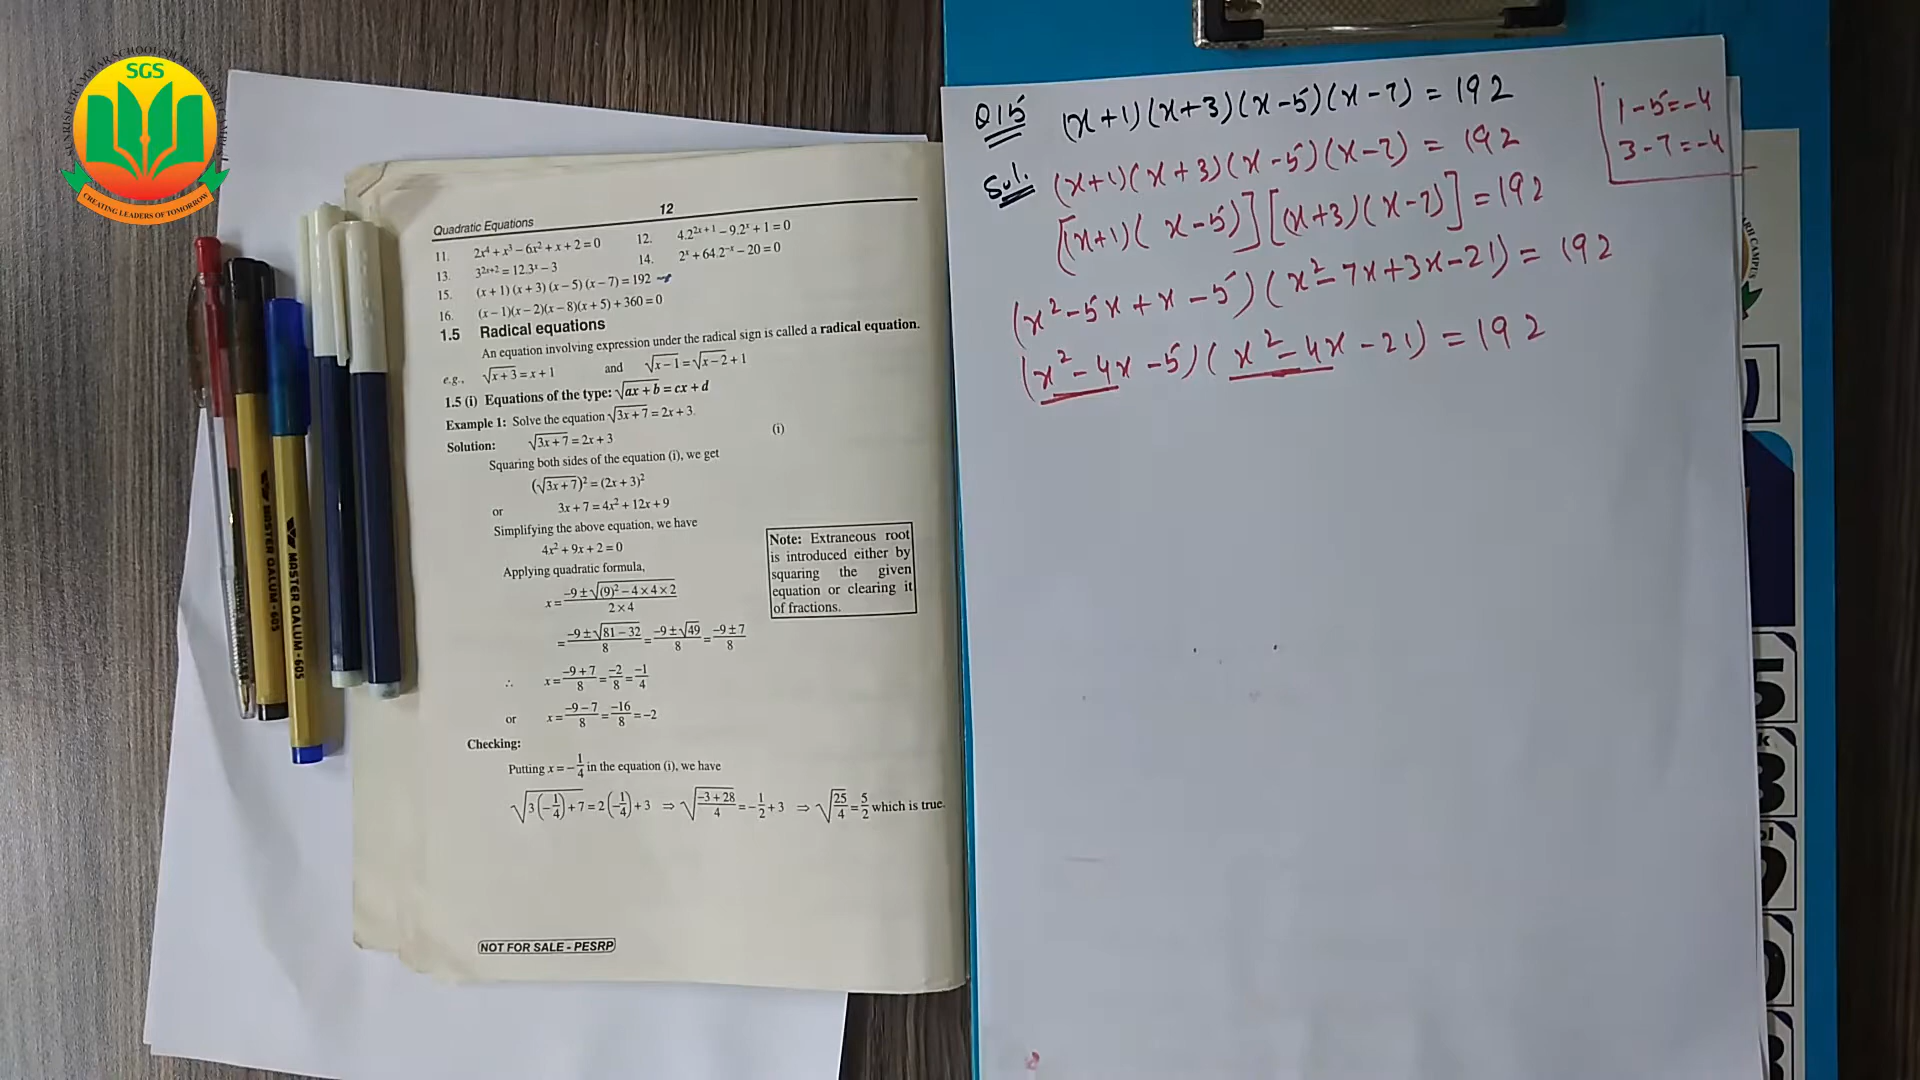 SUNRISE GRAMMAR SCHOOL SHAKARGARH CAMPUS
SGS
CREATING LEADERS OF TOMORROW
Quadratic Equations 12
11. 2x⁴ + x³ − 6x² + x + 2 = 0 12. 4.2²ˣ⁺¹ − 9.2ˣ + 1 = 0
13. 3²ˣ⁺² = 12.3ˣ − 3 14. 2ˣ + 64.2⁻ˣ − 20 = 0
15. (x + 1) (x + 3) (x − 5) (x − 7) = 192
16. (x − 1)(x − 2)(x − 8)(x + 5) + 360 = 0
1.5 Radical equations
An equation involving expression under the radical sign is called a radical equation.
e.g., √(x + 3) = x + 1 and √(x − 1) = √(x − 2) + 1
1.5 (i) Equations of the type: √(ax + b) = cx + d
Example 1: Solve the equation √(3x + 7) = 2x + 3.
Solution: √(3x + 7) = 2x + 3 (i)
Squaring both sides of the equation (i), we get
(√(3x + 7))² = (2x + 3)²
or 3x + 7 = 4x² + 12x + 9
Simplifying the above equation, we have
4x² + 9x + 2 = 0
Applying quadratic formula,
x = (−9 ± √((9)² − 4 × 4 × 2))/(2 × 4)
= (−9 ± √(81 − 32))/8 = (−9 ± √49)/8 = (−9 ± 7)/8
∴ x = (−9 + 7)/8 = −2/8 = −1/4
or x = (−9 − 7)/8 = −16/8 = −2
Checking:
Putting x = −1/4 in the equation (i), we have
√(3(−1/4) + 7) = 2(−1/4) + 3 ⇒ √((−3 + 28)/4) = −1/2 + 3 ⇒ √(25/4) = 5/2 which is true.
Note: Extraneous root
is introduced either by
squaring the given
equation or clearing it
of fractions.
NOT FOR SALE - PESRP
MASTER QALUM - 605
MASTER QALUM - 605
Q15 (x+1)(x+3)(x-5)(x-7) = 192
Sol. (x+1)(x+3)(x-5)(x-7) = 192
[(x+1)(x-5)][(x+3)(x-7)] = 192
(x²-5x+x-5)(x²-7x+3x-21) = 192
(x²-4x-5)(x²-4x-21) = 192
1-5=-4
3-7=-4